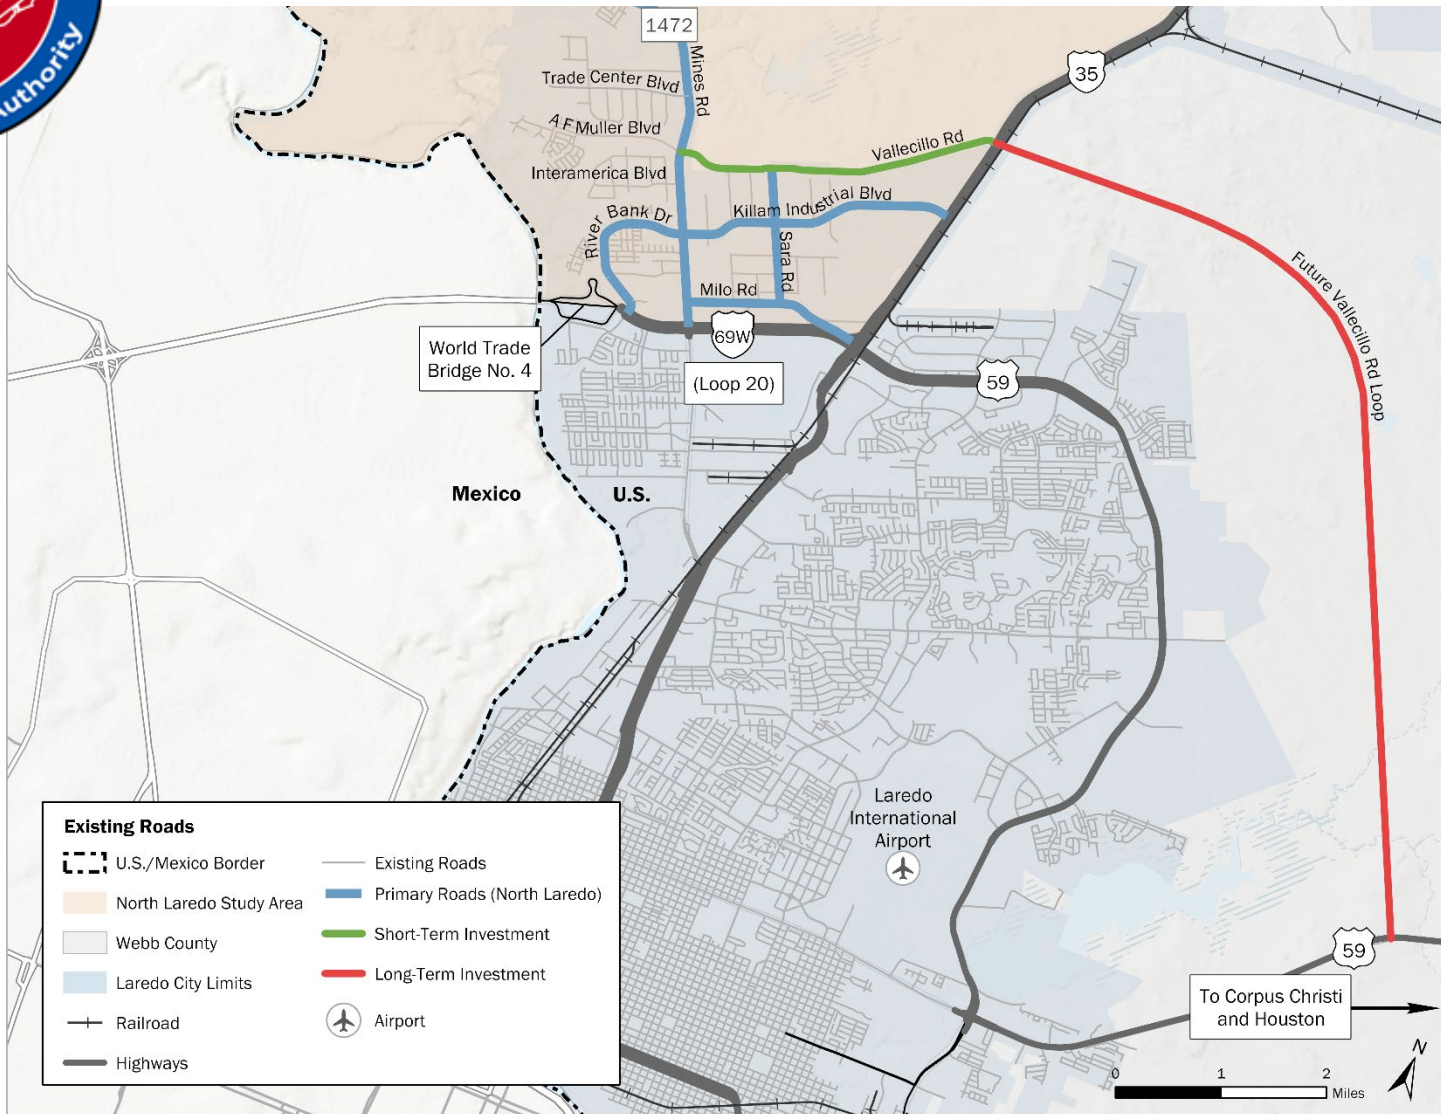 Authority
1472
Mines Rd
35
Trade Center Blvd
A F Muller Blvd
Vallecillo Rd
Interamerica Blvd
River Bank Dr
Killam Industrial Blvd
Sara Rd
Future Vallecillo Rd Loop
Milo Rd
World Trade
Bridge No. 4
69W
(Loop 20)
59
Mexico
U.S.
Laredo
International
Airport
Existing Roads
U.S./Mexico Border
North Laredo Study Area
Webb County
Laredo City Limits
Railroad
Highways
Existing Roads
Primary Roads (North Laredo)
Short-Term Investment
Long-Term Investment
Airport
59
To Corpus Christi
and Houston
N
0 1 2
Miles